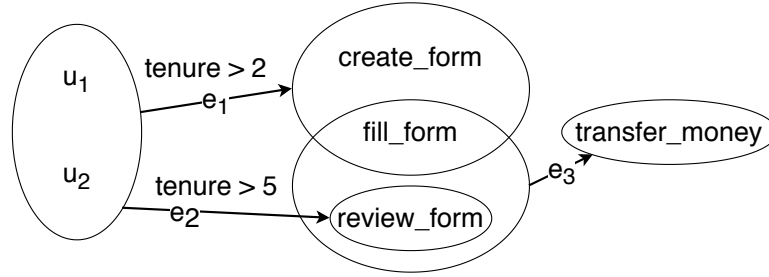 u1
u2
tenure > 2
e1
tenure > 5
e2
create_form
fill_form
review_form
e3
transfer_money